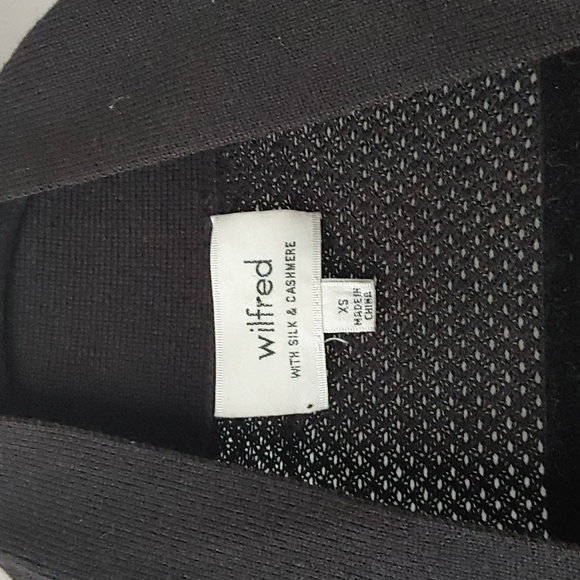 wilfred
WITH SILK & CASHMERE
XS
MADE IN
CHINA